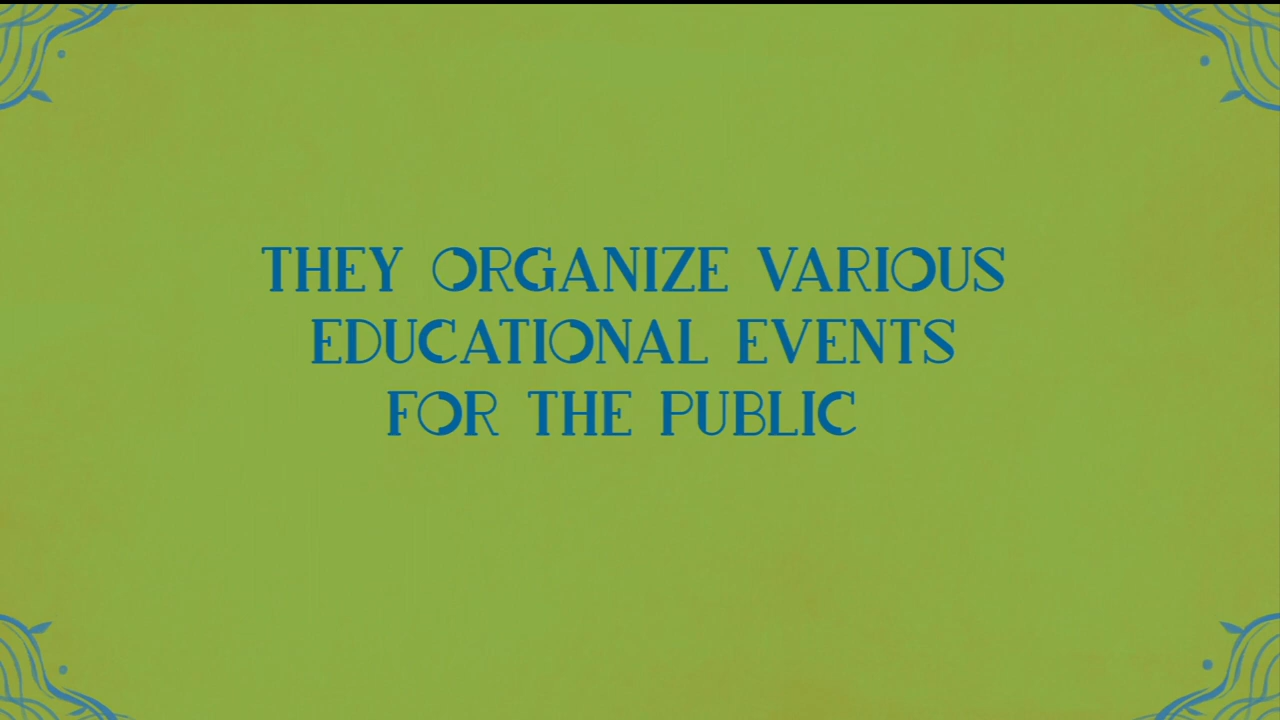 THEY ORGANIZE VARIOUS
EDUCATIONAL EVENTS
FOR THE PUBLIC